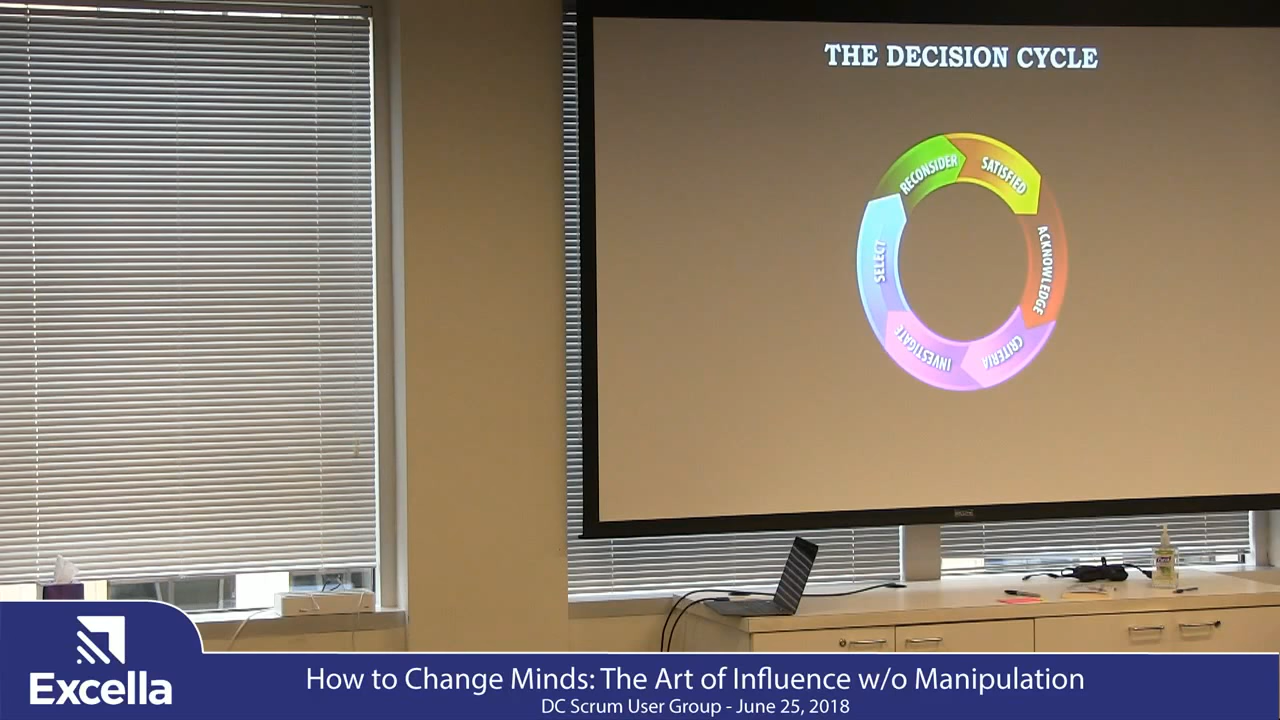 THE DECISION CYCLE
RECONSIDER
SATISFIED
ACKNOWLEDGE
CRITERIA
INVESTIGATE
SELECT
Excella
How to Change Minds: The Art of Influence w/o Manipulation
DC Scrum User Group - June 25, 2018